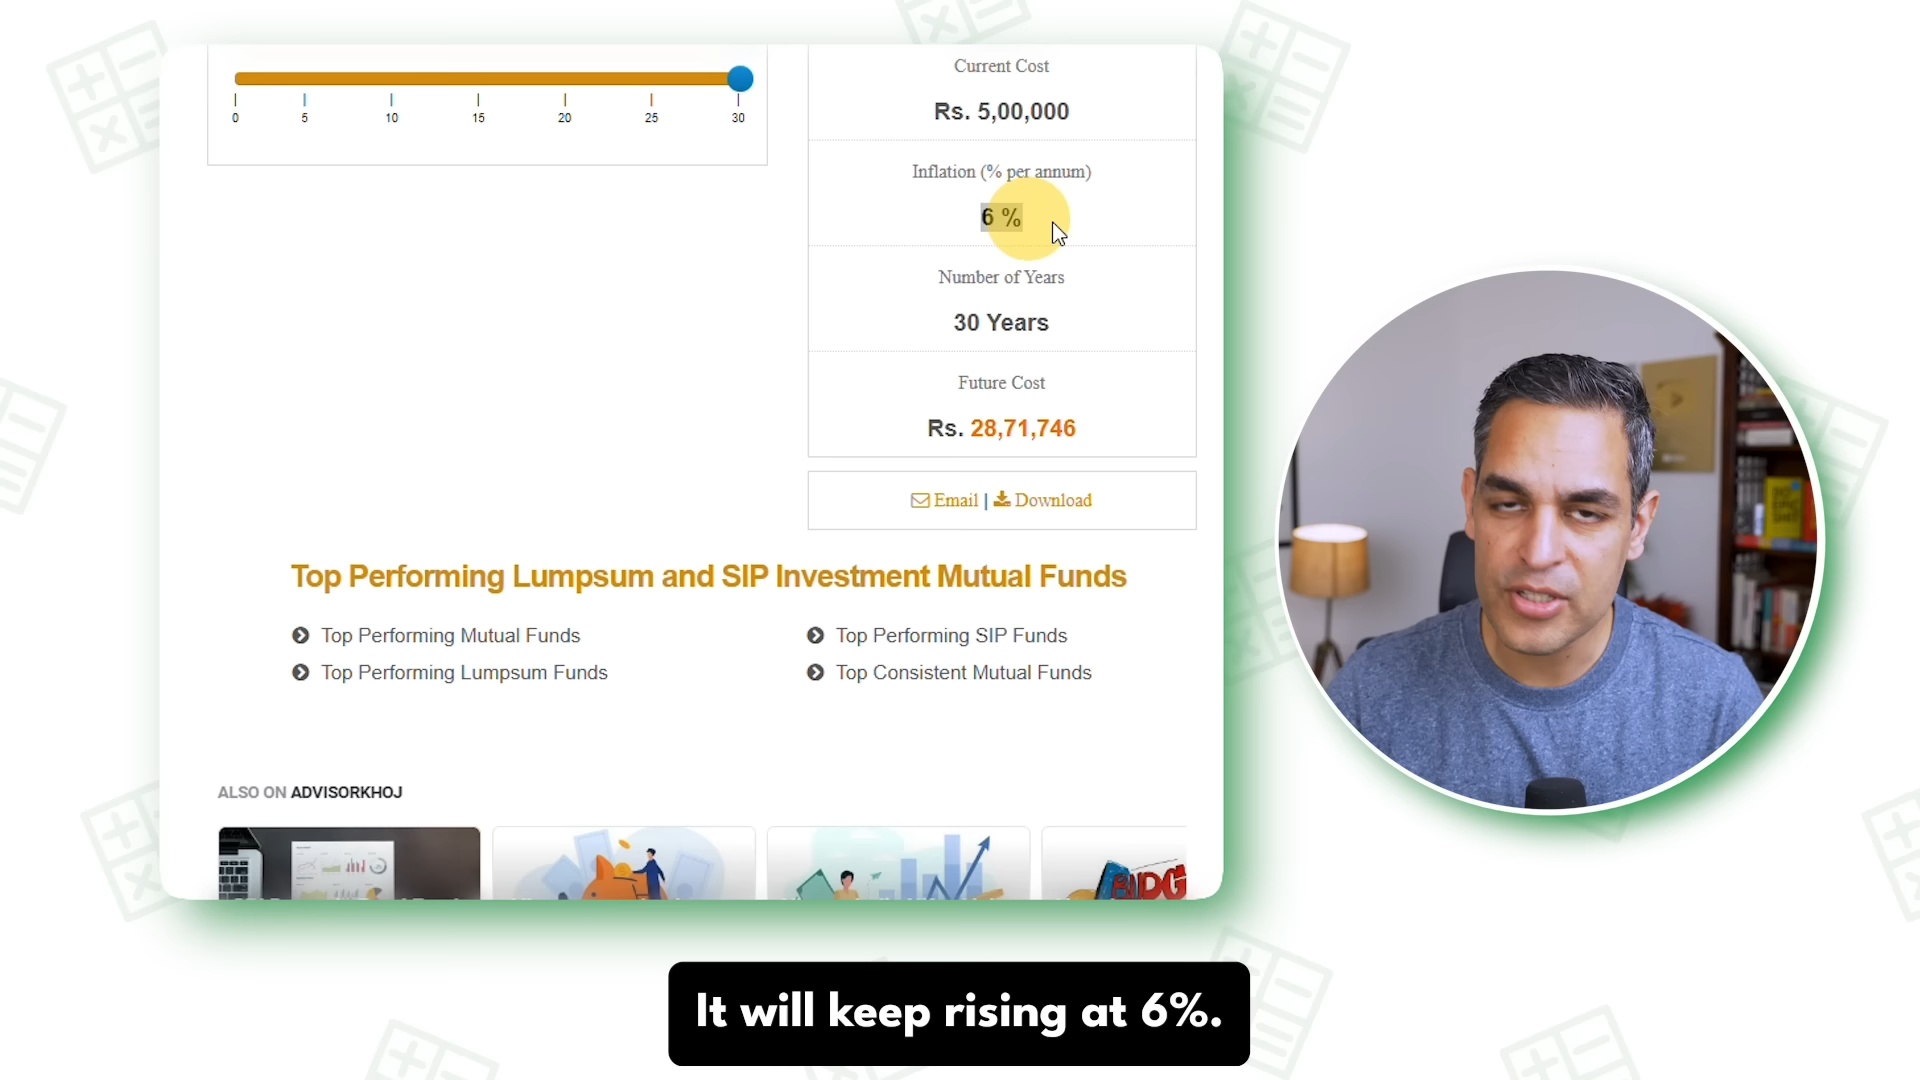 0 5 10 15 20 25 30
Current Cost
Rs. 5,00,000
Inflation (% per annum)
6 %
Number of Years
30 Years
Future Cost
Rs. 28,71,746
Email | Download
Top Performing Lumpsum and SIP Investment Mutual Funds
Top Performing Mutual Funds
Top Performing SIP Funds
Top Performing Lumpsum Funds
Top Consistent Mutual Funds
ALSO ON ADVISORKHOJ
It will keep rising at 6%.